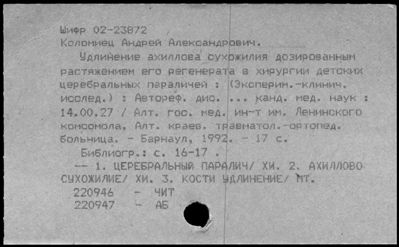 Шифр 02-23872
Коломиец Андрей Александрович.
Удлинение ахиллова сухожилия дозированным
растяжением его регенерата в хирургии детских
церебральных параличей : (Эксперим.-клинич.
исслед.) : Автореф. дис. ... канд. мед. наук :
14.00.27 / Алт. гос. мед. ин-т им. Ленинского
комсомола, Алт. краев. травматол.-ортопед.
больница. - Барнаул, 1992. - 17 с.
Библиогр.: с. 16-17 .
-- 1. ЦЕРЕБРАЛЬНЫЙ ПАРАЛИЧ/ ХИ. 2. АХИЛЛОВО
СУХОЖИЛИЕ/ ХИ. 3. КОСТИ УДЛИНЕНИЕ/ МТ.
220946 - ЧИТ
220947 - АБ